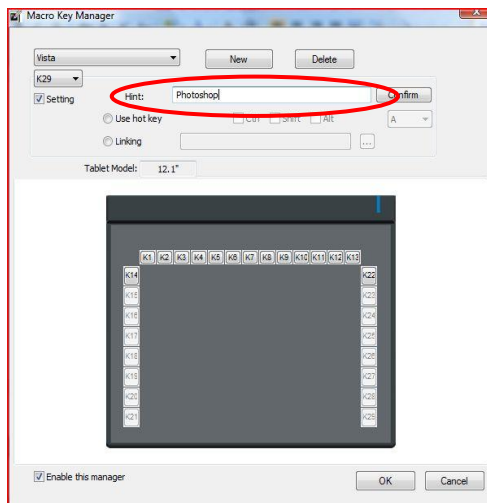 Macro Key Manager
Vista New Delete
K29
Setting Hint: Photoshop Confirm
Use hot key Ctrl Shift Alt A
Linking ...
Tablet Model: 12.1"
K1 K2 K3 K4 K5 K6 K7 K8 K9 K10 K11 K12 K13
K14 K22
K15 K23
K16 K24
K17 K25
K18 K26
K19 K27
K20 K28
K21 K29
Enable this manager OK Cancel